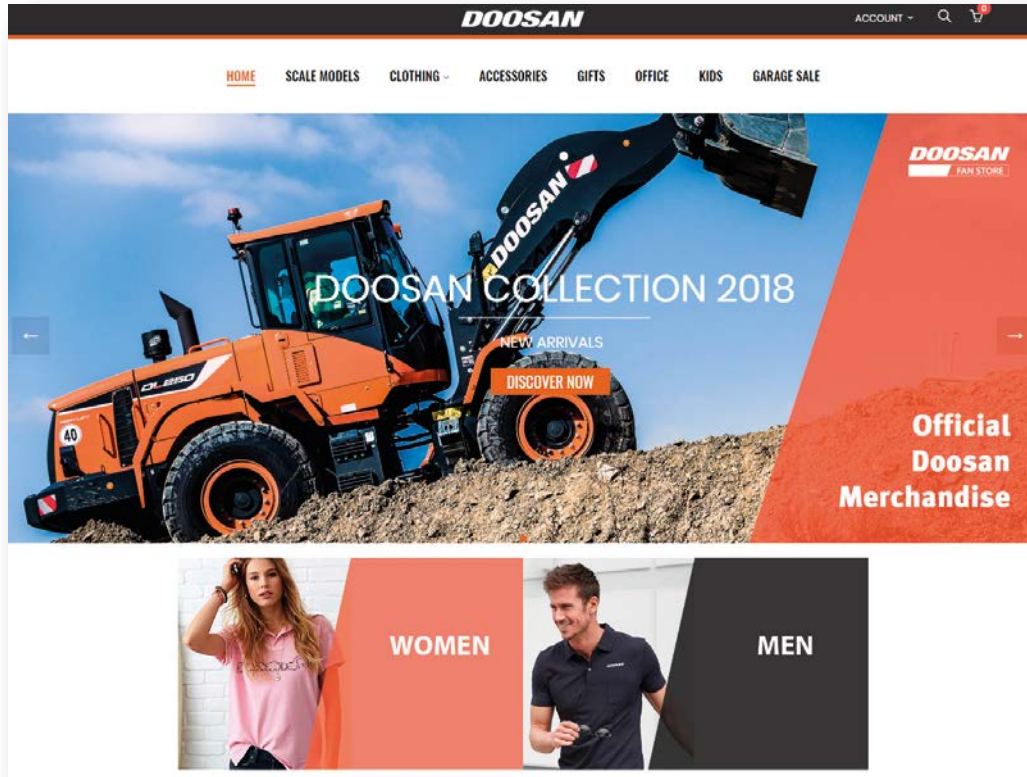 DOOSAN
ACCOUNT
0
HOME SCALE MODELS CLOTHING ACCESSORIES GIFTS OFFICE KIDS GARAGE SALE
DOOSAN
FAN STORE
DOOSAN
DOOSAN COLLECTION 2018
NEW ARRIVALS
DISCOVER NOW
DL250
40
Official
Doosan
Merchandise
WOMEN
MEN